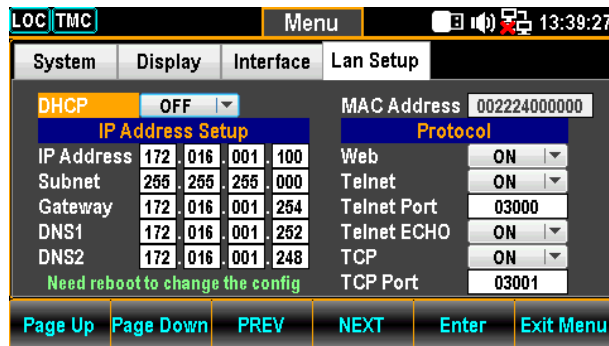 LOC TMC Menu 13:39:27
System Display Interface Lan Setup
DHCP OFF MAC Address 002224000000
IP Address Setup Protocol
IP Address 172 . 016 . 001 . 100 Web ON
Subnet 255 . 255 . 255 . 000 Telnet ON
Gateway 172 . 016 . 001 . 254 Telnet Port 03000
DNS1 172 . 016 . 001 . 252 Telnet ECHO ON
DNS2 172 . 016 . 001 . 248 TCP ON
Need reboot to change the config TCP Port 03001
Page Up Page Down PREV NEXT Enter Exit Menu